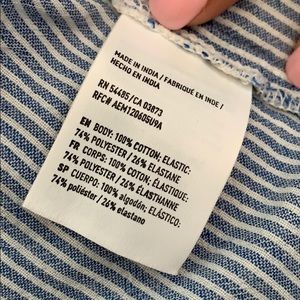 MADE IN INDIA / FABRIQUÉ EN INDE /
HECHO EN INDIA
RN 54485/CA 03873
RFC# AEM120605U9A
EN BODY: 100% COTTON; ELASTIC:
74% POLYESTER / 26% ELASTANE
FR CORPS: 100% COTON; ÉLASTIQUE:
74% POLYESTER / 26% ÉLASTHANNE
SP CUERPO: 100% algodón; ELÁSTICO:
74% poliéster / 26% elastano